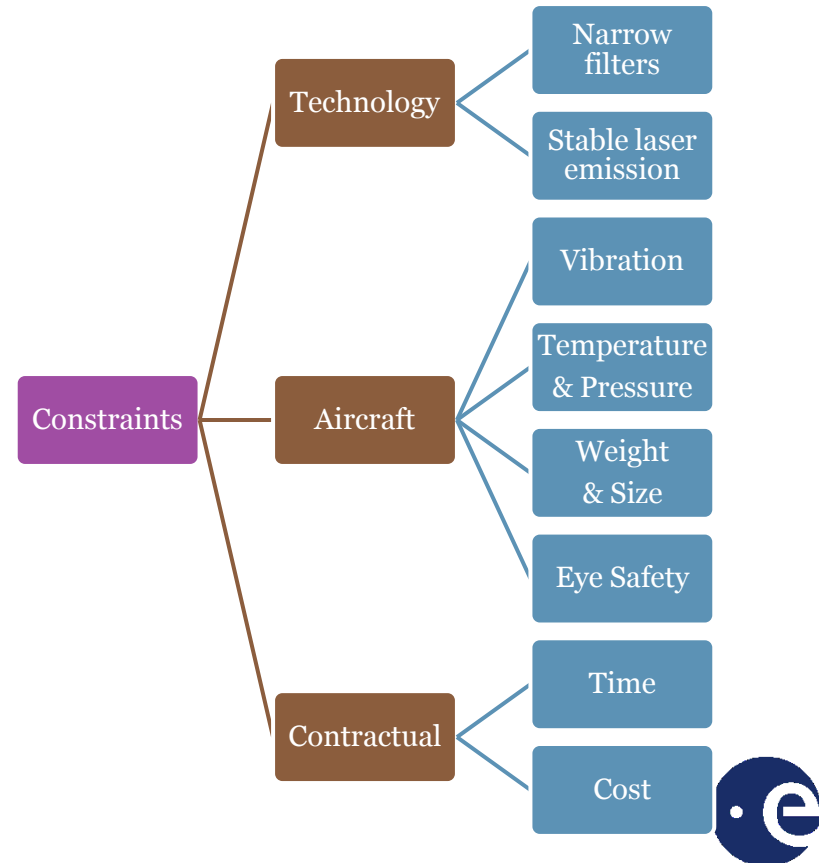 Narrow
filters
Technology
Stable laser
emission
Vibration
Temperature
& Pressure
Constraints
Aircraft
Weight
& Size
Eye Safety
Time
Contractual
Cost
e